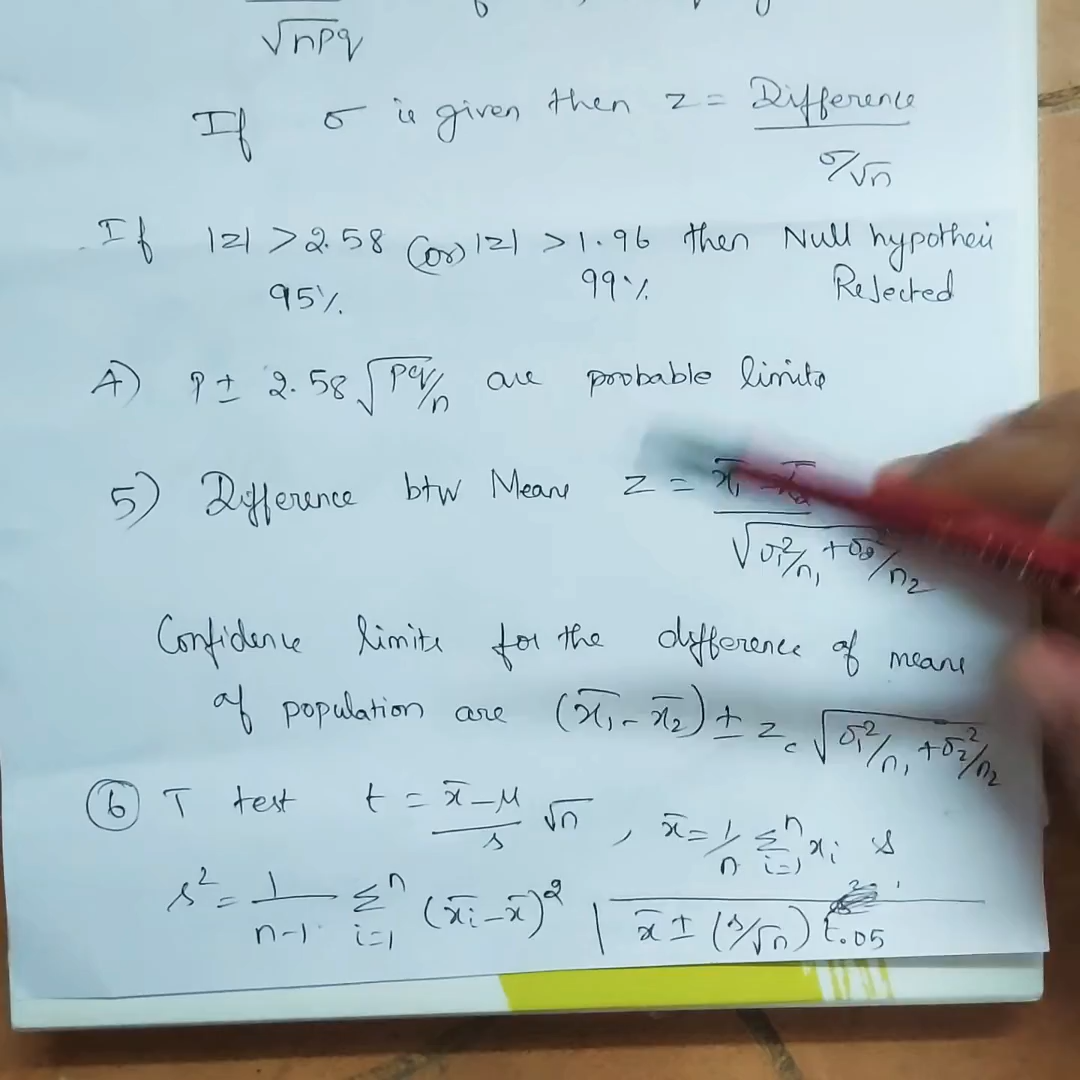 √npq
If σ is given then z = Difference / σ/√n
If |z| > 2.58 (or) |z| > 1.96 then Null hypothesis
95% 99% Rejected
4) p ± 2.58 √pq/n are probable limits
5) Difference btw Means z = x̄₁ - x̄₂ / √σ₁²/n₁ + σ₂²/n₂
Confidence limits for the difference of means
of population are (x̄₁ - x̄₂) ± z_c √σ₁²/n₁ + σ₂²/n₂
⑥ T test t = x̄ - μ / s √n , x̄ = 1/n Σⁿᵢ₌₁ xᵢ &
s² = 1/n-1 Σⁿᵢ₌₁ (x̄ᵢ - x̄)² | x̄ ± (s/√n) t.05